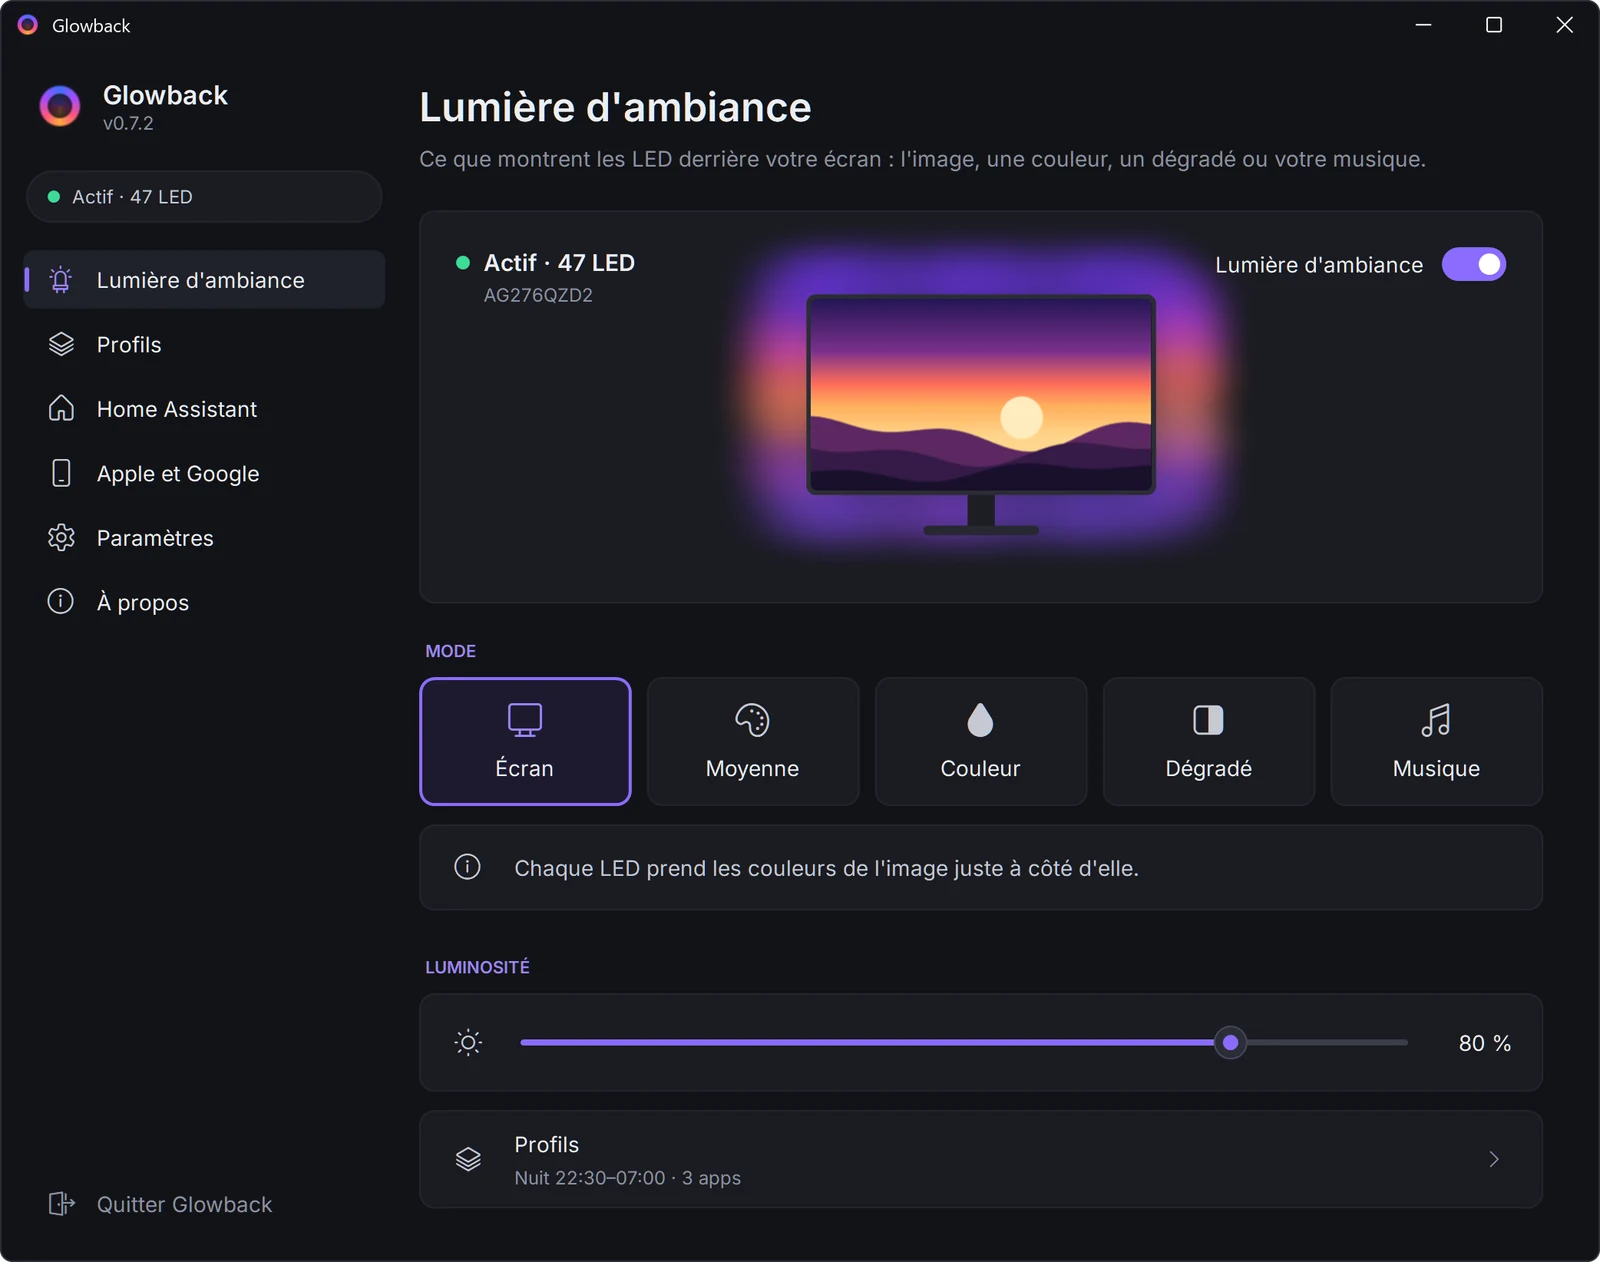 Glowback
Glowback
v0.7.2
Actif · 47 LED
Lumière d'ambiance
Profils
Home Assistant
Apple et Google
Paramètres
À propos
Quitter Glowback
Lumière d'ambiance
Ce que montrent les LED derrière votre écran : l'image, une couleur, un dégradé ou votre musique.
Actif · 47 LED
AG276QZD2
Lumière d'ambiance
MODE
Écran
Moyenne
Couleur
Dégradé
Musique
Chaque LED prend les couleurs de l'image juste à côté d'elle.
LUMINOSITÉ
80 %
Profils
Nuit 22:30–07:00 · 3 apps